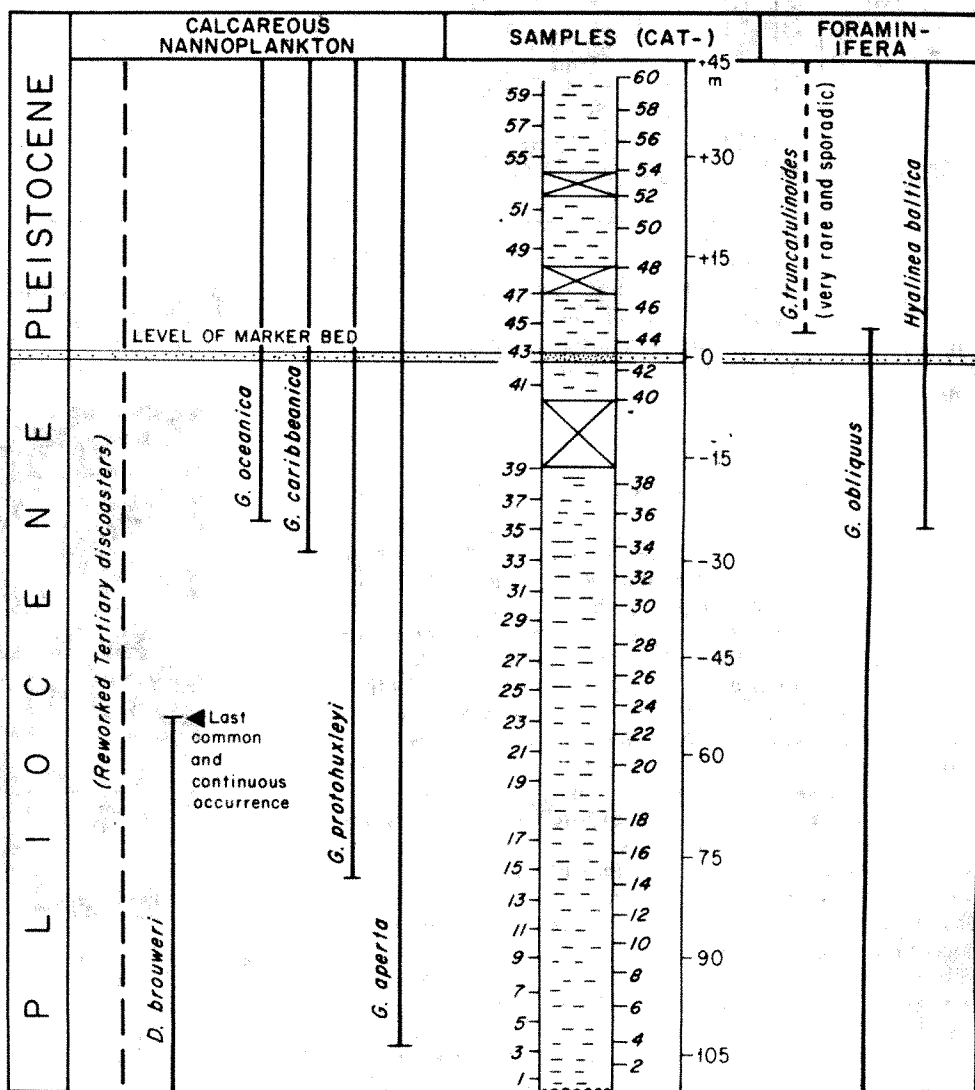 CALCAREOUS
NANNOPLANKTON
SAMPLES (CAT-)
FORAMIN-
IFERA
PLEISTOCENE
PLIOCENE
LEVEL OF MARKER BED
(Reworked Tertiary discoasters)
D. brouweri
Last
common
and
continuous
occurrence
G. oceanica
G. caribbeanica
G. protohuxleyi
G. aperta
60
59
58
57
56
55
54
52
51
50
49
48
47
46
45
44
43
42
41
40
39
38
37
36
35
34
33
32
31
30
29
28
27
26
25
24
23
22
21
20
19
18
17
16
15
14
13
12
11
10
9
8
7
6
5
4
3
2
1
+45
m
+30
+15
0
-15
-30
-45
60
-75
-90
-105
G. truncatulinoides
(very rare and sporadic)
G. obliquus
Hyalinea baltica